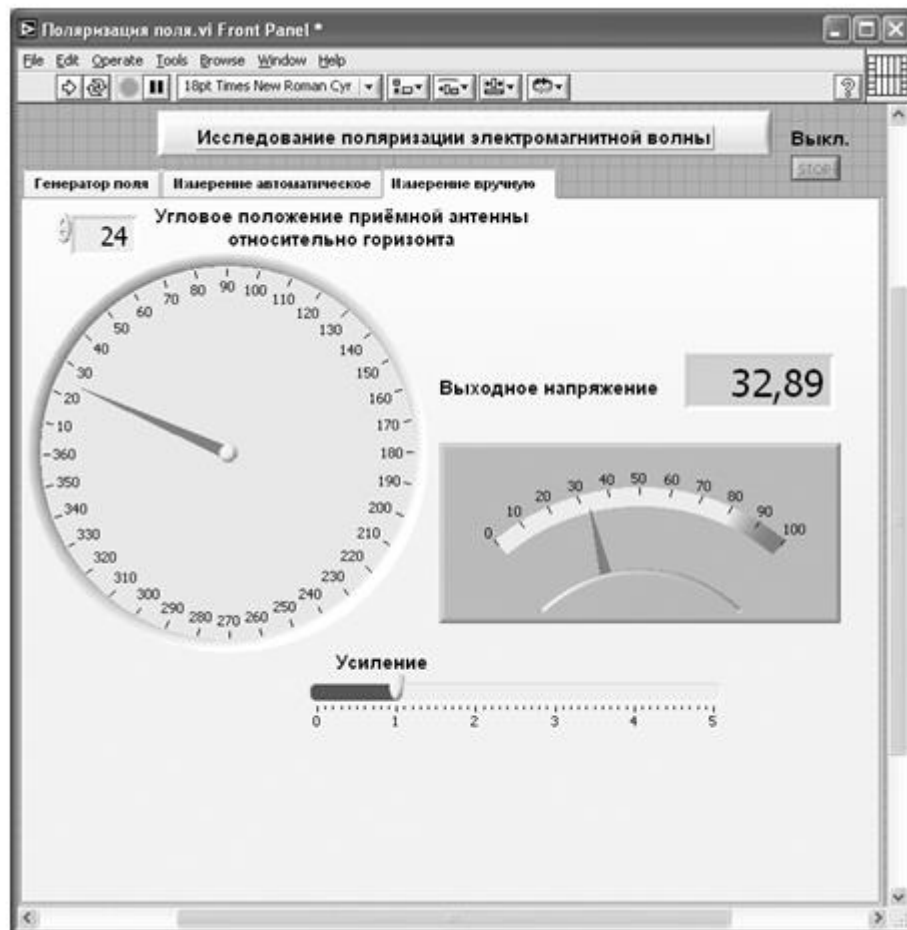 Поляризация поля.vi Front Panel *
File Edit Operate Tools Browse Window Help
18pt Times New Roman Cyr
Исследование поляризации электромагнитной волны
Выкл.
STOP
Генератор поля Измерение автоматическое Измерение вручную
24
Угловое положение приёмной антенны
относительно горизонта
10 20 30 40 50 60 70 80 90 100 110 120 130 140 150 160 170 180 190 200 210 220 230 240 250 260 270 280 290 300 310 320 330 340 350 360
Выходное напряжение
32,89
0 10 20 30 40 50 60 70 80 90 100
Усиление
0 1 2 3 4 5